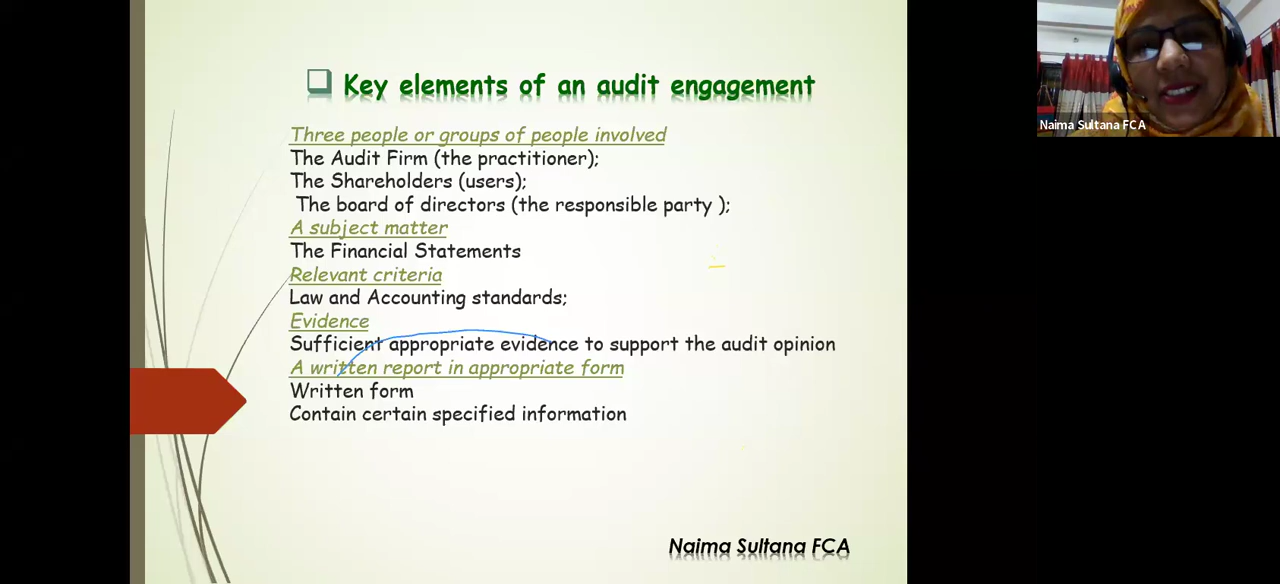 Key elements of an audit engagement
Three people or groups of people involved
The Audit Firm (the practitioner);
The Shareholders (users);
The board of directors (the responsible party );
A subject matter
The Financial Statements
Relevant criteria
Law and Accounting standards;
Evidence
Sufficient appropriate evidence to support the audit opinion
A written report in appropriate form
Written form
Contain certain specified information
Naima Sultana FCA
Naima Sultana FCA